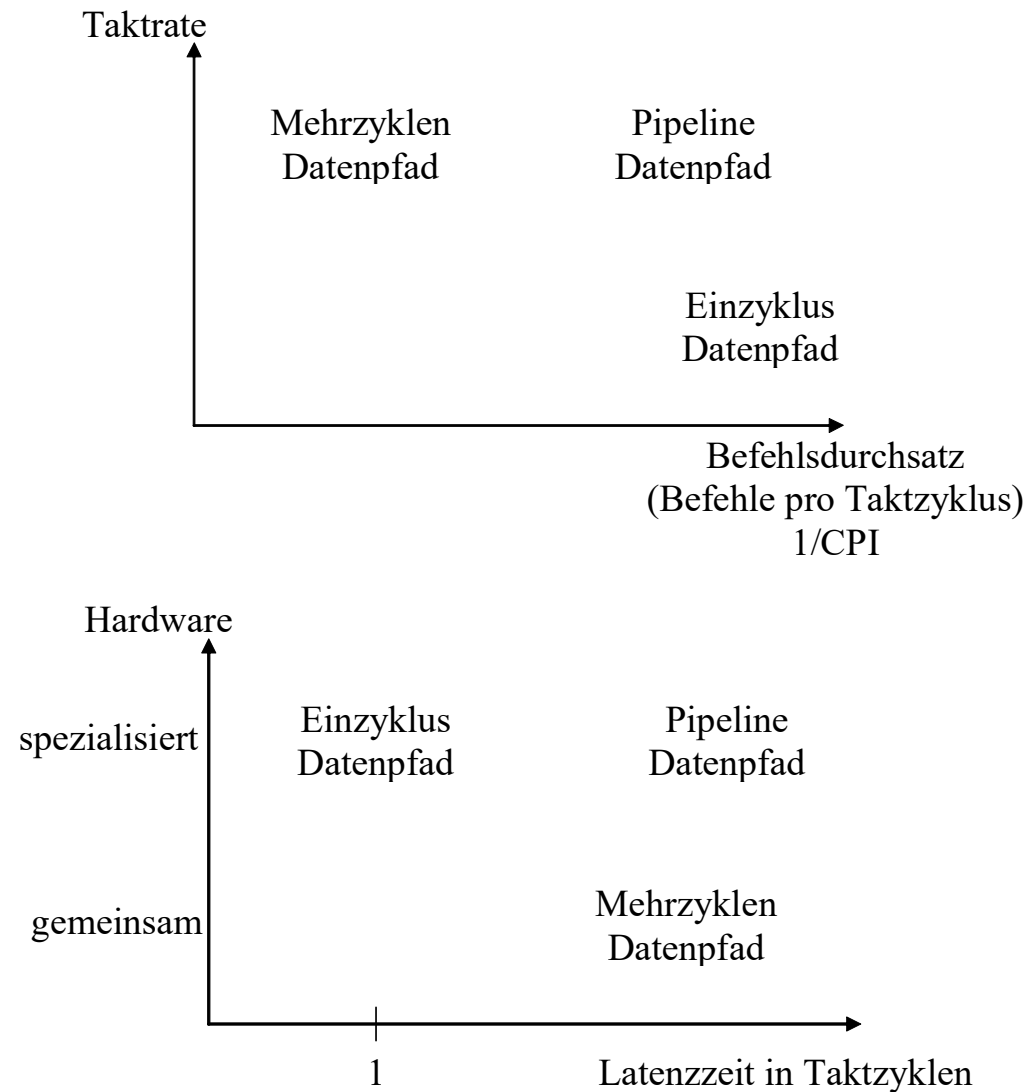 Taktrate
Mehrzyklen
Datenpfad
Pipeline
Datenpfad
Einzyklus
Datenpfad
Befehlsdurchsatz
(Befehle pro Taktzyklus)
1/CPI
Hardware
spezialisiert
Einzyklus
Datenpfad
Pipeline
Datenpfad
gemeinsam
Mehrzyklen
Datenpfad
1
Latenzzeit in Taktzyklen